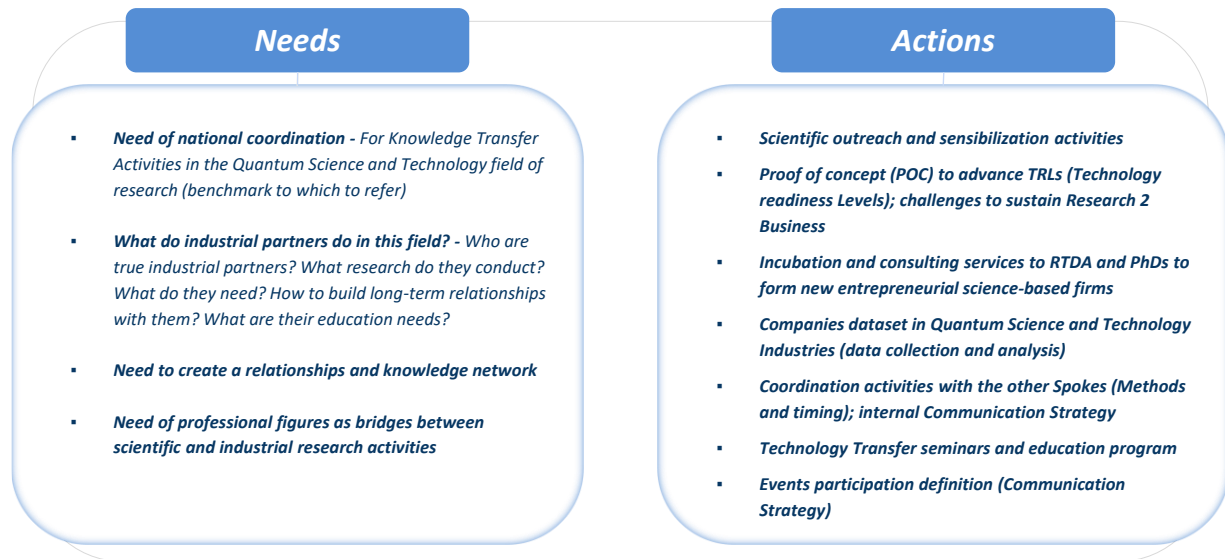 Needs
▪ Need of national coordination - For Knowledge Transfer
Activities in the Quantum Science and Technology field of
research (benchmark to which to refer)
▪ What do industrial partners do in this field? - Who are
true industrial partners? What research do they conduct?
What do they need? How to build long-term relationships
with them? What are their education needs?
▪ Need to create a relationships and knowledge network
▪ Need of professional figures as bridges between
scientific and industrial research activities
Actions
▪ Scientific outreach and sensibilization activities
▪ Proof of concept (POC) to advance TRLs (Technology
readiness Levels); challenges to sustain Research 2
Business
▪ Incubation and consulting services to RTDA and PhDs to
form new entrepreneurial science-based firms
▪ Companies dataset in Quantum Science and Technology
Industries (data collection and analysis)
▪ Coordination activities with the other Spokes (Methods
and timing); internal Communication Strategy
▪ Technology Transfer seminars and education program
▪ Events participation definition (Communication
Strategy)